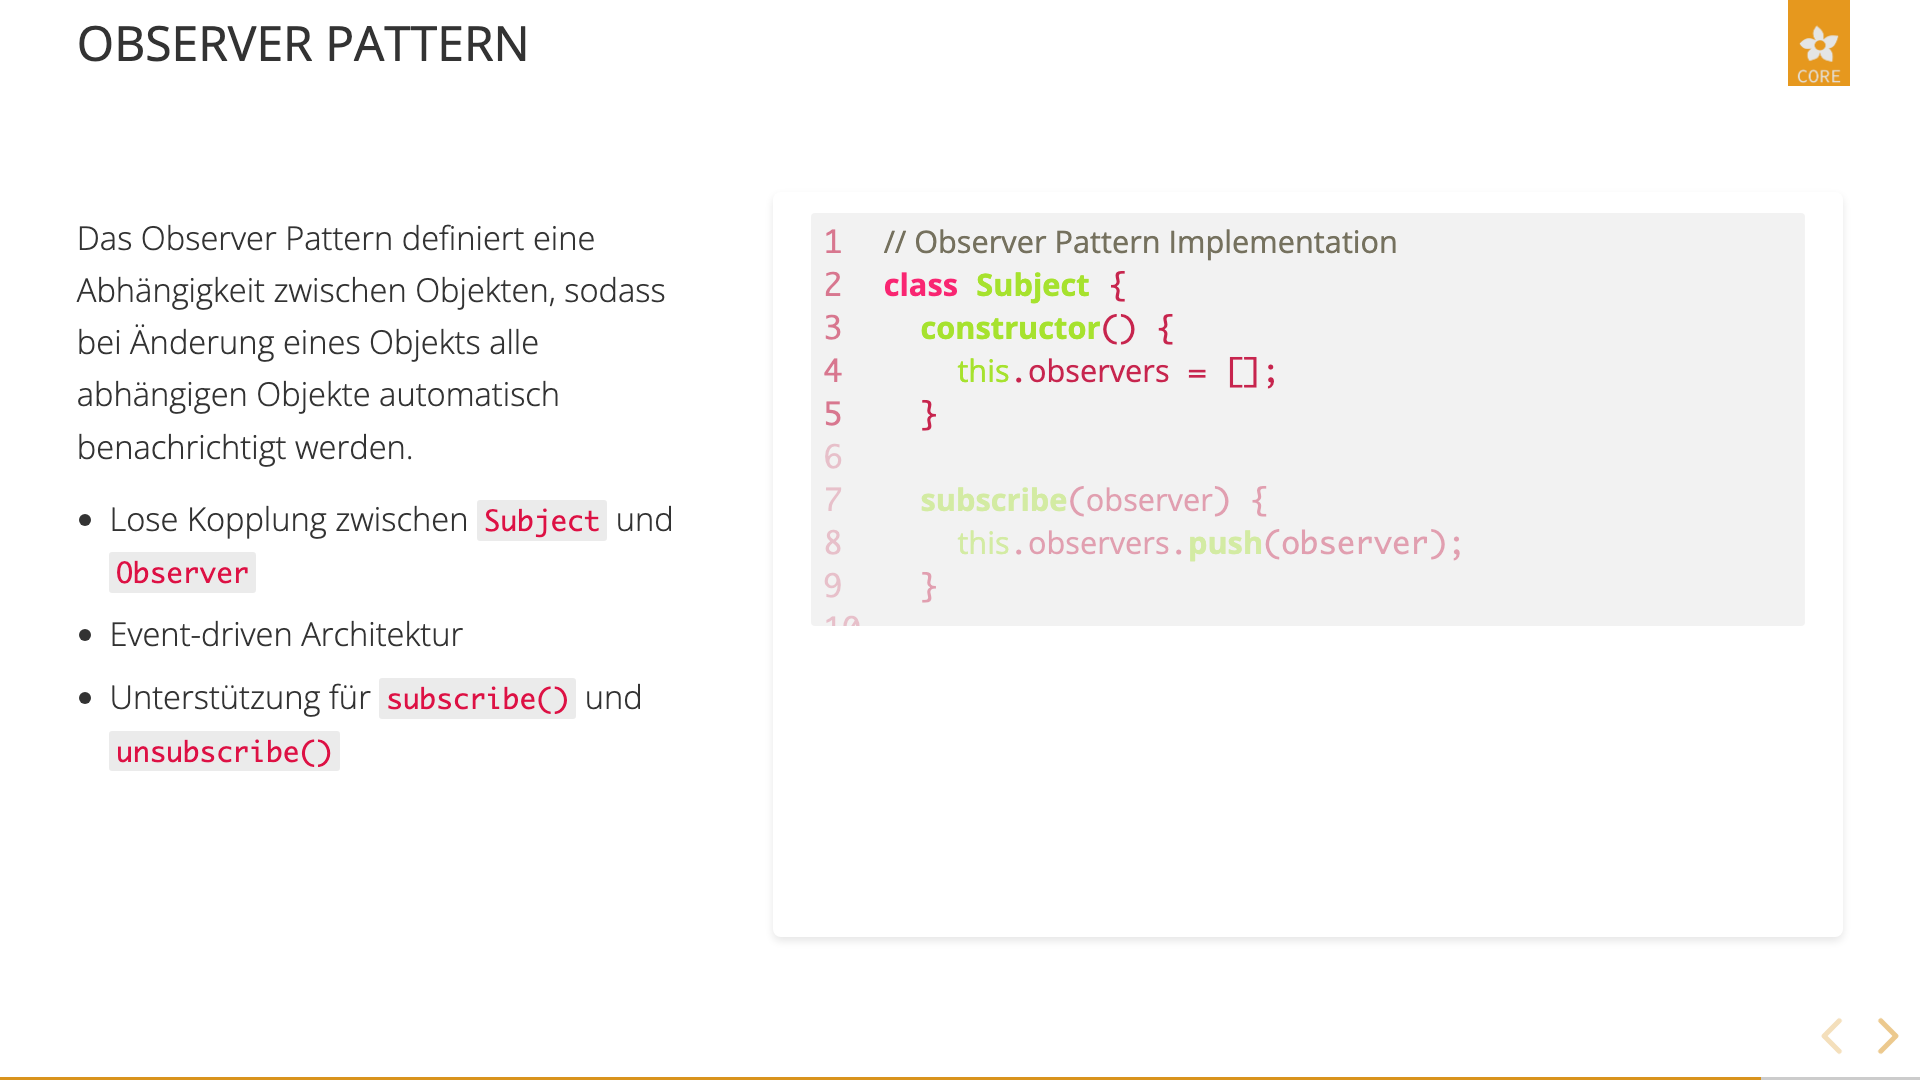 OBSERVER PATTERN
CORE
Das Observer Pattern definiert eine
Abhängigkeit zwischen Objekten, sodass
bei Änderung eines Objekts alle
abhängigen Objekte automatisch
benachrichtigt werden.
• Lose Kopplung zwischen Subject und
Observer
• Event-driven Architektur
• Unterstützung für subscribe() und
unsubscribe()
1 // Observer Pattern Implementation
2 class Subject {
3   constructor() {
4     this.observers = [];
5   }
6
7   subscribe(observer) {
8     this.observers.push(observer);
9   }
10